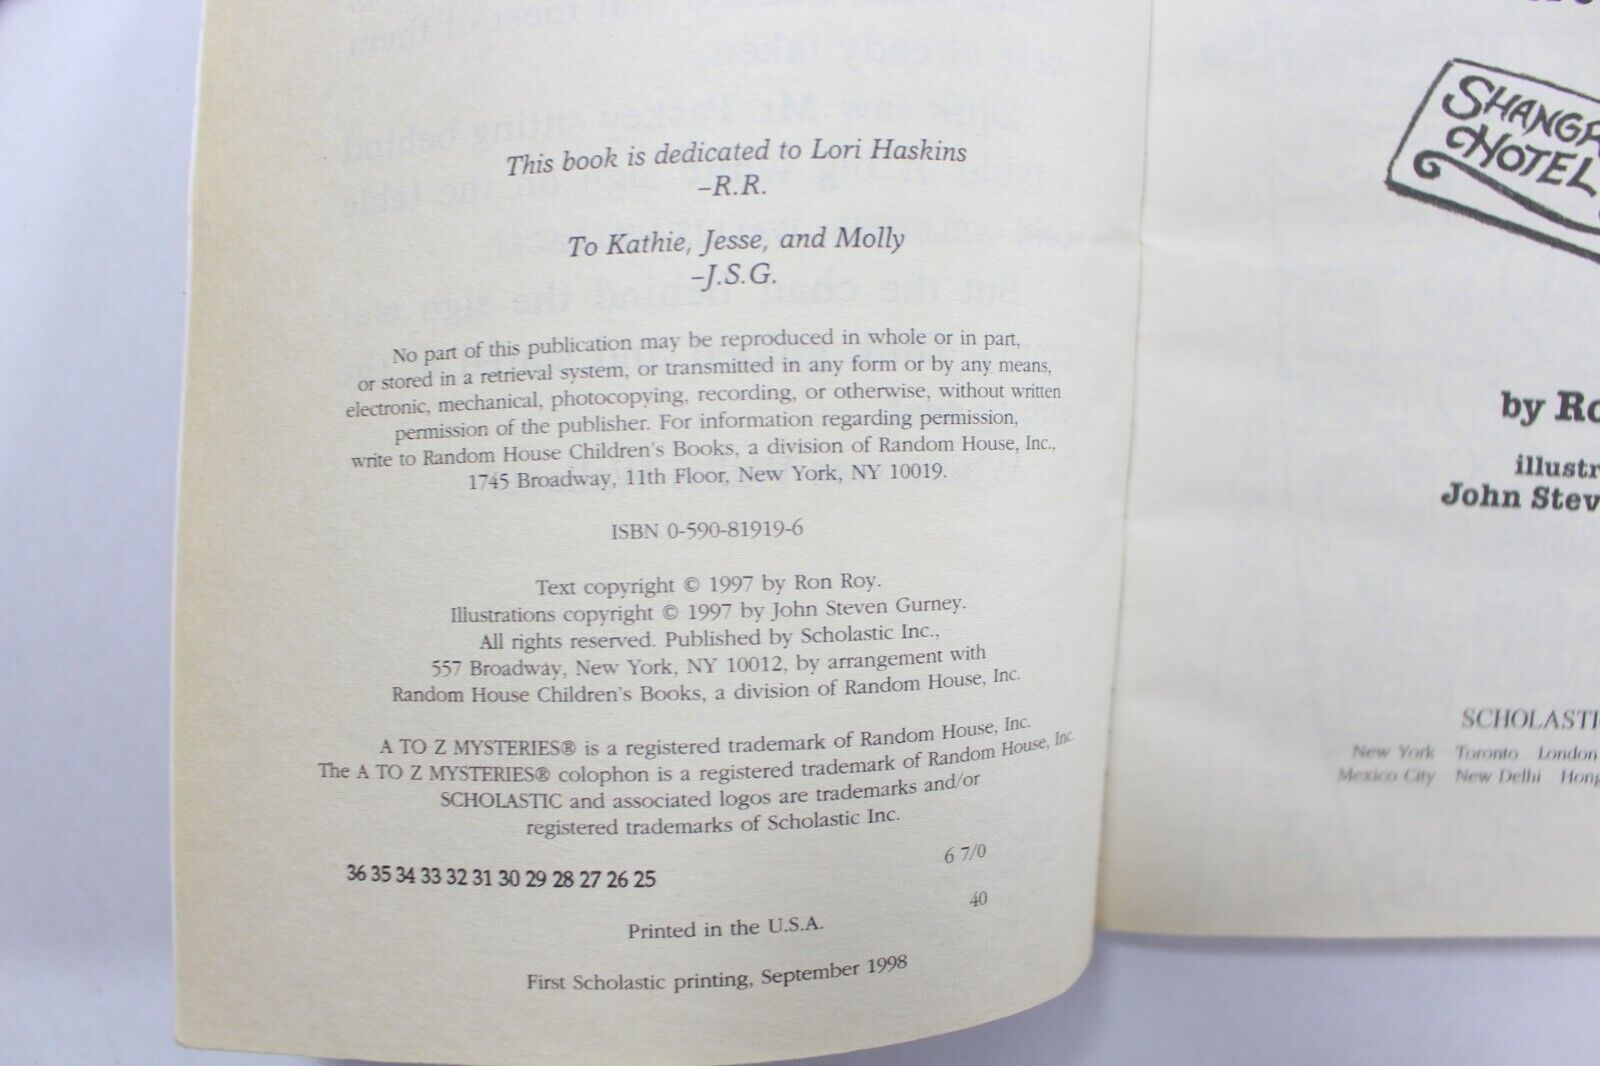 This book is dedicated to Lori Haskins
–R.R.
To Kathie, Jesse, and Molly
–J.S.G.
No part of this publication may be reproduced in whole or in part,
or stored in a retrieval system, or transmitted in any form or by any means,
electronic, mechanical, photocopying, recording, or otherwise, without written
permission of the publisher. For information regarding permission,
write to Random House Children's Books, a division of Random House, Inc.,
1745 Broadway, 11th Floor, New York, NY 10019.
ISBN 0-590-81919-6
Text copyright © 1997 by Ron Roy.
Illustrations copyright © 1997 by John Steven Gurney.
All rights reserved. Published by Scholastic Inc.,
557 Broadway, New York, NY 10012, by arrangement with
Random House Children's Books, a division of Random House, Inc.
A TO Z MYSTERIES® is a registered trademark of Random House, Inc.
The A TO Z MYSTERIES® colophon is a registered trademark of Random House, Inc.
SCHOLASTIC and associated logos are trademarks and/or
registered trademarks of Scholastic Inc.
36 35 34 33 32 31 30 29 28 27 26 25
6 7/0
40
Printed in the U.S.A.
First Scholastic printing, September 1998
SHANGR
HOTEL
by Ro
illustr
John Stev
SCHOLASTI
New York Toronto London
Mexico City New Delhi Hong